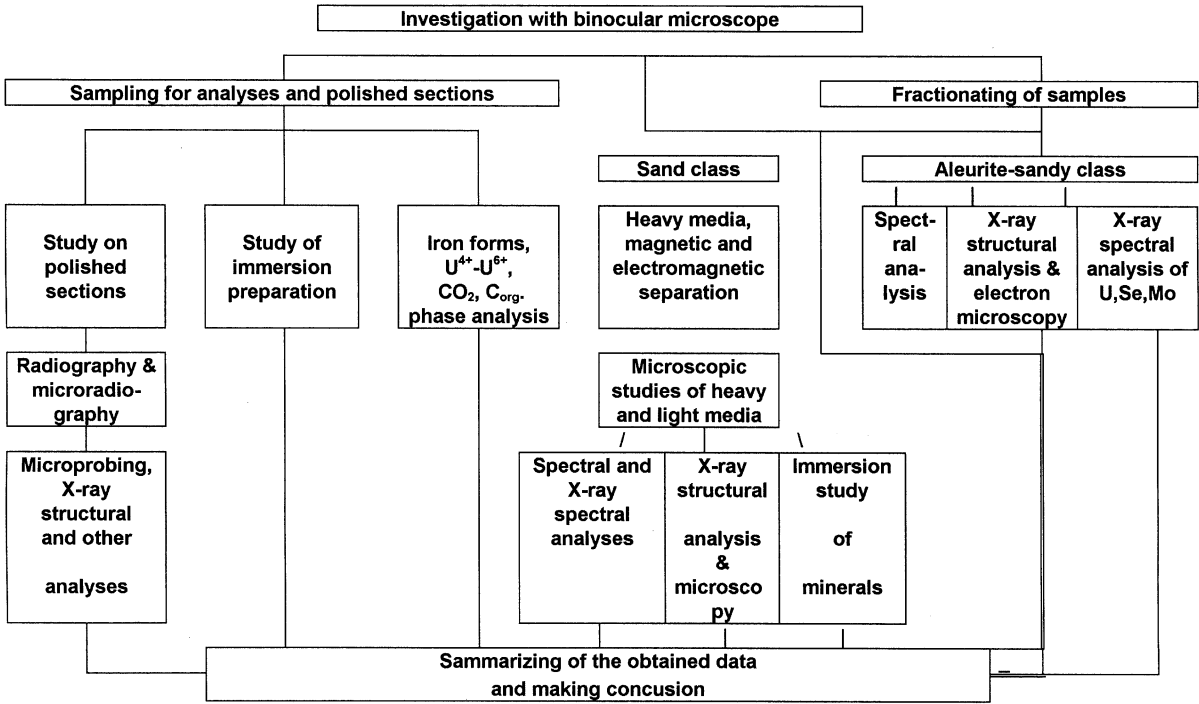 Investigation with binocular microscope
Sampling for analyses and polished sections
Fractionating of samples
Sand class
Aleurite-sandy class
Study on
polished
sections
Study of
immersion
preparation
Iron forms,
U⁴⁺-U⁶⁺,
CO₂, Cₒᵣg.
phase analysis
Heavy media,
magnetic and
electromagnetic
separation
Spect-
ral
ana-
lysis
X-ray
structural
analysis &
electron
microscopy
X-ray
spectral
analysis of
U,Se,Mo
Radiography &
microradio-
graphy
Microscopic
studies of heavy
and light media
Microprobing,
X-ray
structural
and other
analyses
Spectral and
X-ray
spectral
analyses
X-ray
structural
analysis
&
microsco
py
Immersion
study
of
minerals
Sammarizing of the obtained data
and making concusion